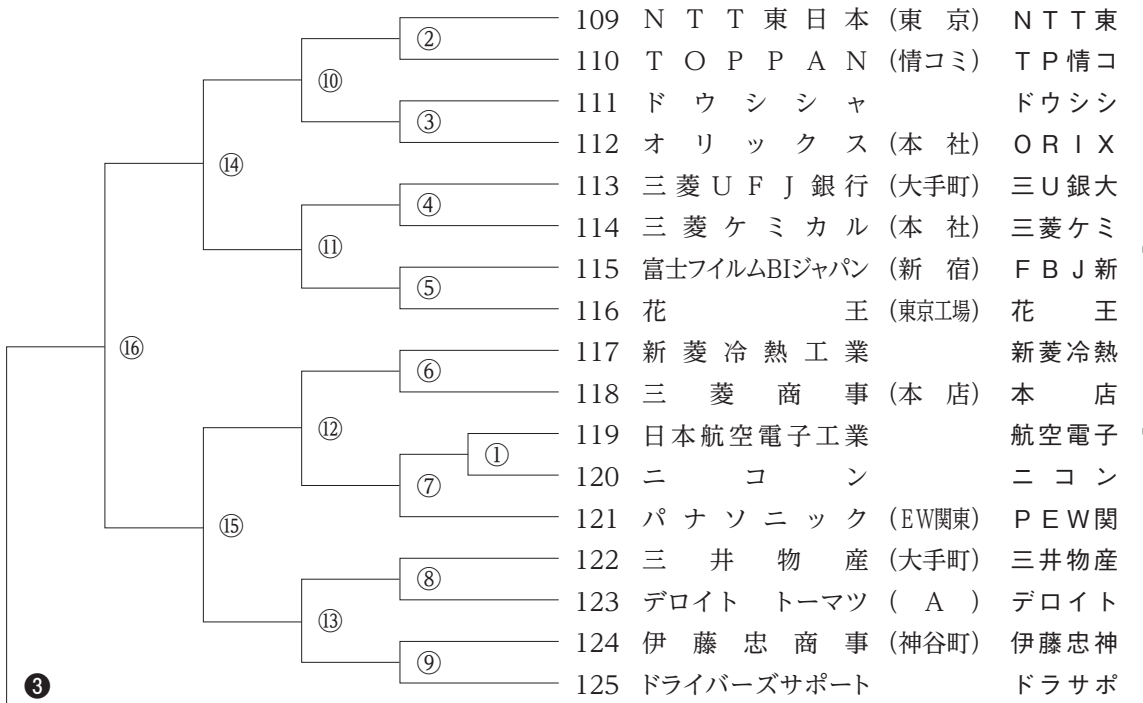 109 NTT東日本 (東京) NTT東
②
110 TOPPAN (情コミ) TP情コ
⑩
111 ドウシシャ ドウシシ
③
112 オリックス (本社) ORIX
⑭
113 三菱UFJ銀行 (大手町) 三U銀大
④
114 三菱ケミカル (本社) 三菱ケミ
⑪
115 富士フイルムBIジャパン (新宿) FBJ新
⑤
116 花王 (東京工場) 花王
⑯
117 新菱冷熱工業 新菱冷熱
⑥
118 三菱商事 (本店) 本店
⑫
119 日本航空電子工業 航空電子
①
120 ニコン ニコン
⑦
121 パナソニック (EW関東) PEW関
⑮
122 三井物産 (大手町) 三井物産
⑧
123 デロイト トーマツ (A) デロイト
⑬
124 伊藤忠商事 (神谷町) 伊藤忠神
⑨
125 ドライバーズサポート ドラサポ
❸